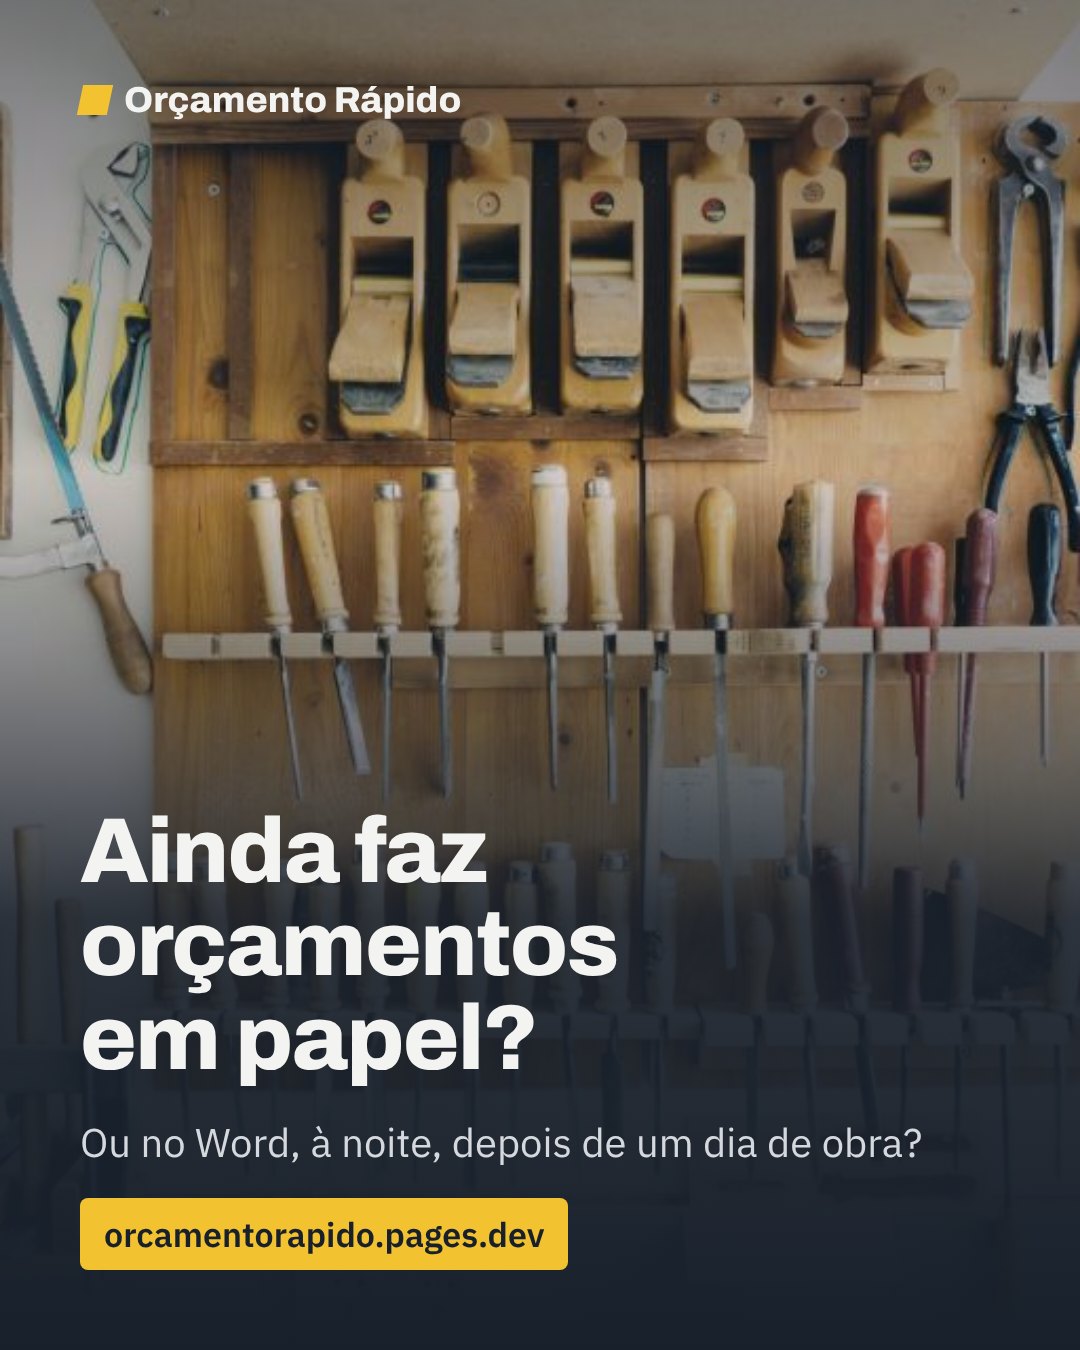 Orçamento Rápido
Ainda faz
orçamentos
em papel?
Ou no Word, à noite, depois de um dia de obra?
orcamentorapido.pages.dev